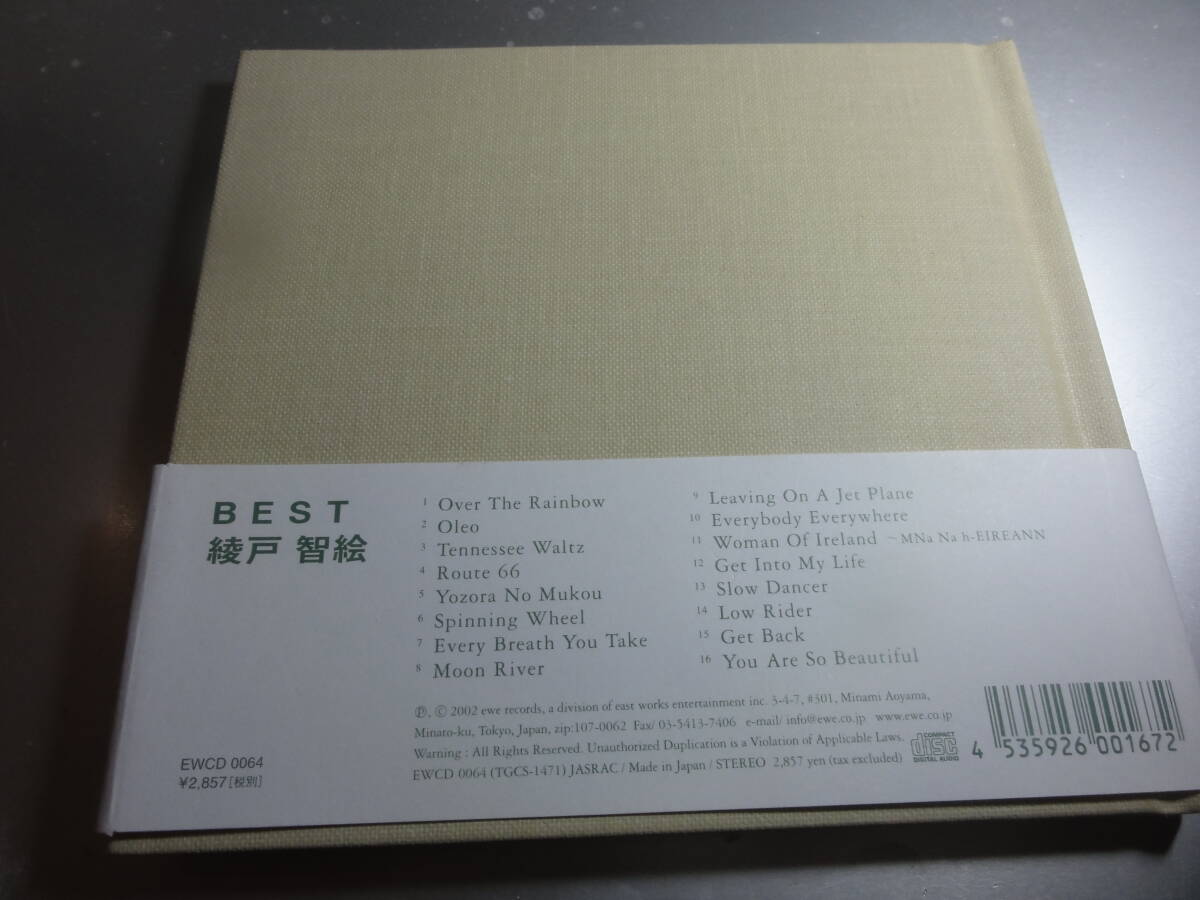 BEST
綾戸 智絵
1 Over The Rainbow
2 Oleo
3 Tennessee Waltz
4 Route 66
5 Yozora No Mukou
6 Spinning Wheel
7 Every Breath You Take
8 Moon River
9 Leaving On A Jet Plane
10 Everybody Everywhere
11 Woman Of Ireland ~MNa Na h-EIREANN
12 Get Into My Life
13 Slow Dancer
14 Low Rider
15 Get Back
16 You Are So Beautiful
℗, © 2002 ewe records, a division of east works entertainment inc. 3-4-7, #301, Minami Aoyama,
Minato-ku, Tokyo, Japan, zip:107-0062 Fax/ 03-5413-7406 e-mail/ info@ewe.co.jp www.ewe.co.jp
Warning : All Rights Reserved. Unauthorized Duplication is a Violation of Applicable Laws.
EWCD 0064 (TGCS-1471) JASRAC / Made in Japan / STEREO 2,857 yen (tax excluded)
COMPACT
disc
DIGITAL AUDIO
4 535926 001672
EWCD 0064
¥2,857[税別]